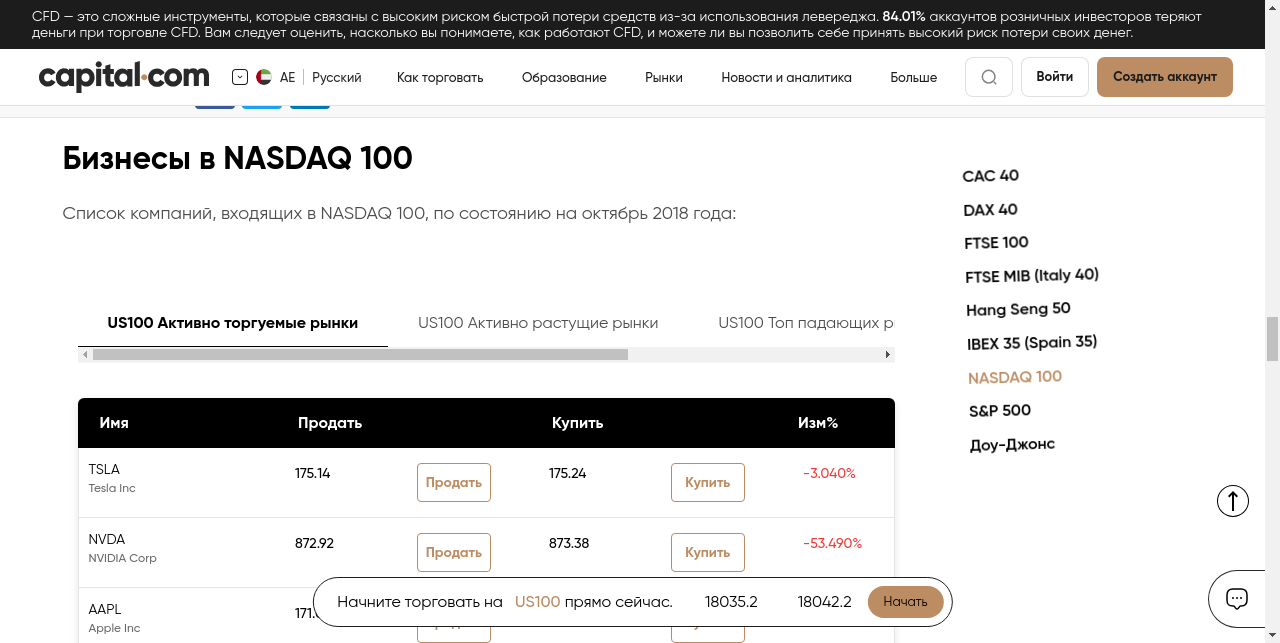 CFD — это сложные инструменты, которые связаны с высоким риском быстрой потери средств из-за использования левереджа. 84.01% аккаунтов розничных инвесторов теряют
деньги при торговле CFD. Вам следует оценить, насколько вы понимаете, как работают CFD, и можете ли вы позволить себе принять высокий риск потери своих денег.
capital.com AE Русский Как торговать Образование Рынки Новости и аналитика Больше Войти Создать аккаунт
Бизнесы в NASDAQ 100
Список компаний, входящих в NASDAQ 100, по состоянию на октябрь 2018 года:
US100 Активно торгуемые рынки US100 Активно растущие рынки US100 Топ падающих р
Имя Продать Купить Изм%
TSLA 175.14 Продать 175.24 Купить -3.040%
Tesla Inc
NVDA 872.92 Продать 873.38 Купить -53.490%
NVIDIA Corp
AAPL 171.
Apple Inc
CAC 40
DAX 40
FTSE 100
FTSE MIB (Italy 40)
Hang Seng 50
IBEX 35 (Spain 35)
NASDAQ 100
S&P 500
Доу-Джонс
Начните торговать на US100 прямо сейчас. 18035.2 18042.2 Начать